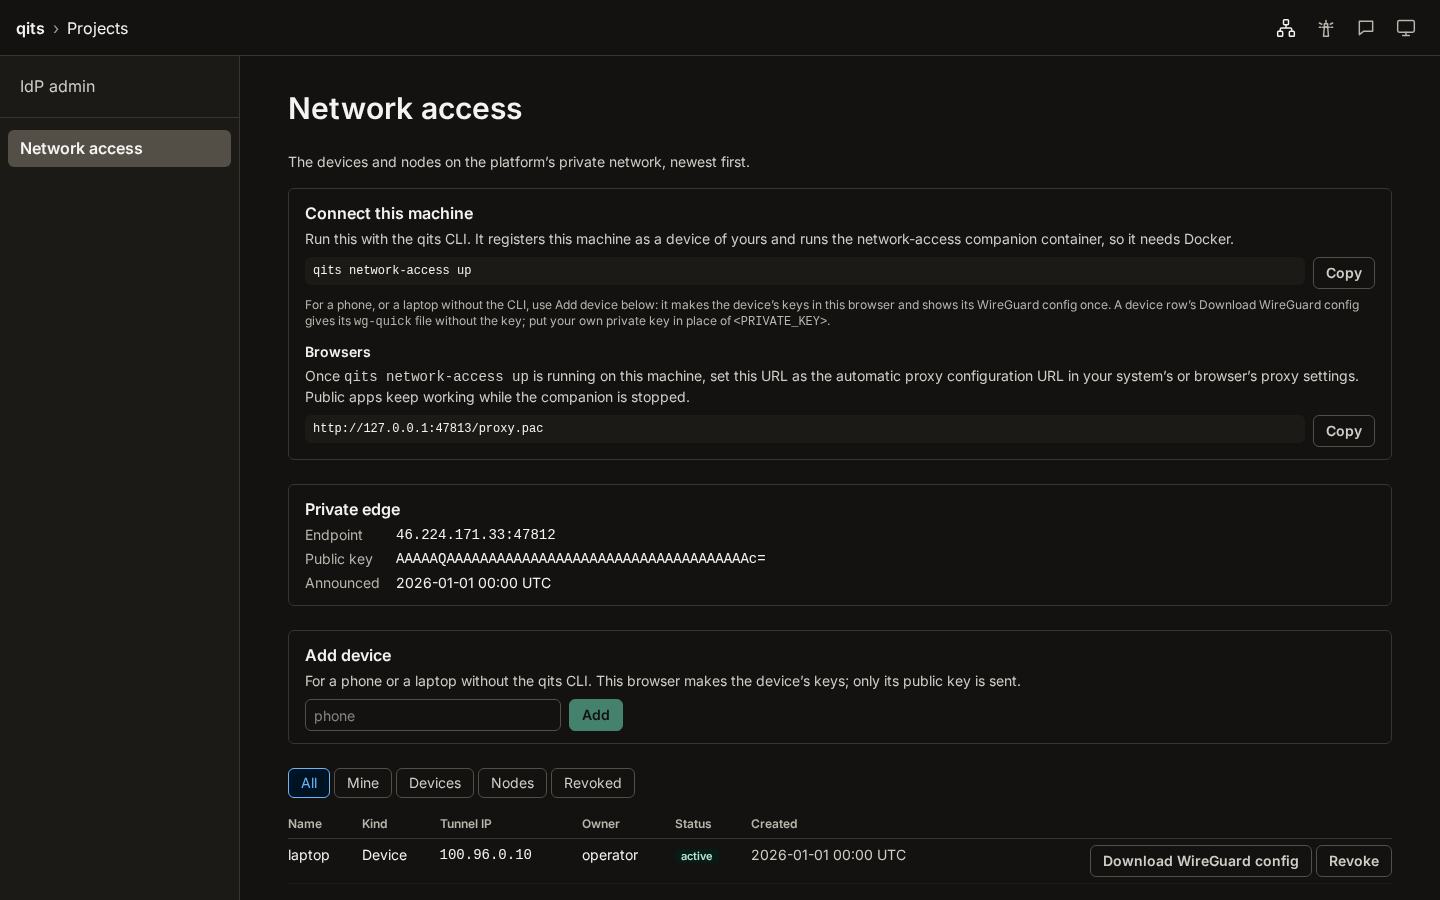 qits › Projects
IdP admin
Network access
Network access
The devices and nodes on the platform's private network, newest first.
Connect this machine
Run this with the qits CLI. It registers this machine as a device of yours and runs the network-access companion container, so it needs Docker.
qits network-access up
Copy
For a phone, or a laptop without the CLI, use Add device below: it makes the device's keys in this browser and shows its WireGuard config once. A device row's Download WireGuard config
gives its wg-quick file without the key; put your own private key in place of <PRIVATE_KEY>.
Browsers
Once qits network-access up is running on this machine, set this URL as the automatic proxy configuration URL in your system's or browser's proxy settings.
Public apps keep working while the companion is stopped.
http://127.0.0.1:47813/proxy.pac
Copy
Private edge
Endpoint 46.224.171.33:47812
Public key AAAAAQAAAAAAAAAAAAAAAAAAAAAAAAAAAAAAAAAAAAc=
Announced 2026-01-01 00:00 UTC
Add device
For a phone or a laptop without the qits CLI. This browser makes the device's keys; only its public key is sent.
phone Add
All Mine Devices Nodes Revoked
Name Kind Tunnel IP Owner Status Created
laptop Device 100.96.0.10 operator active 2026-01-01 00:00 UTC Download WireGuard config Revoke